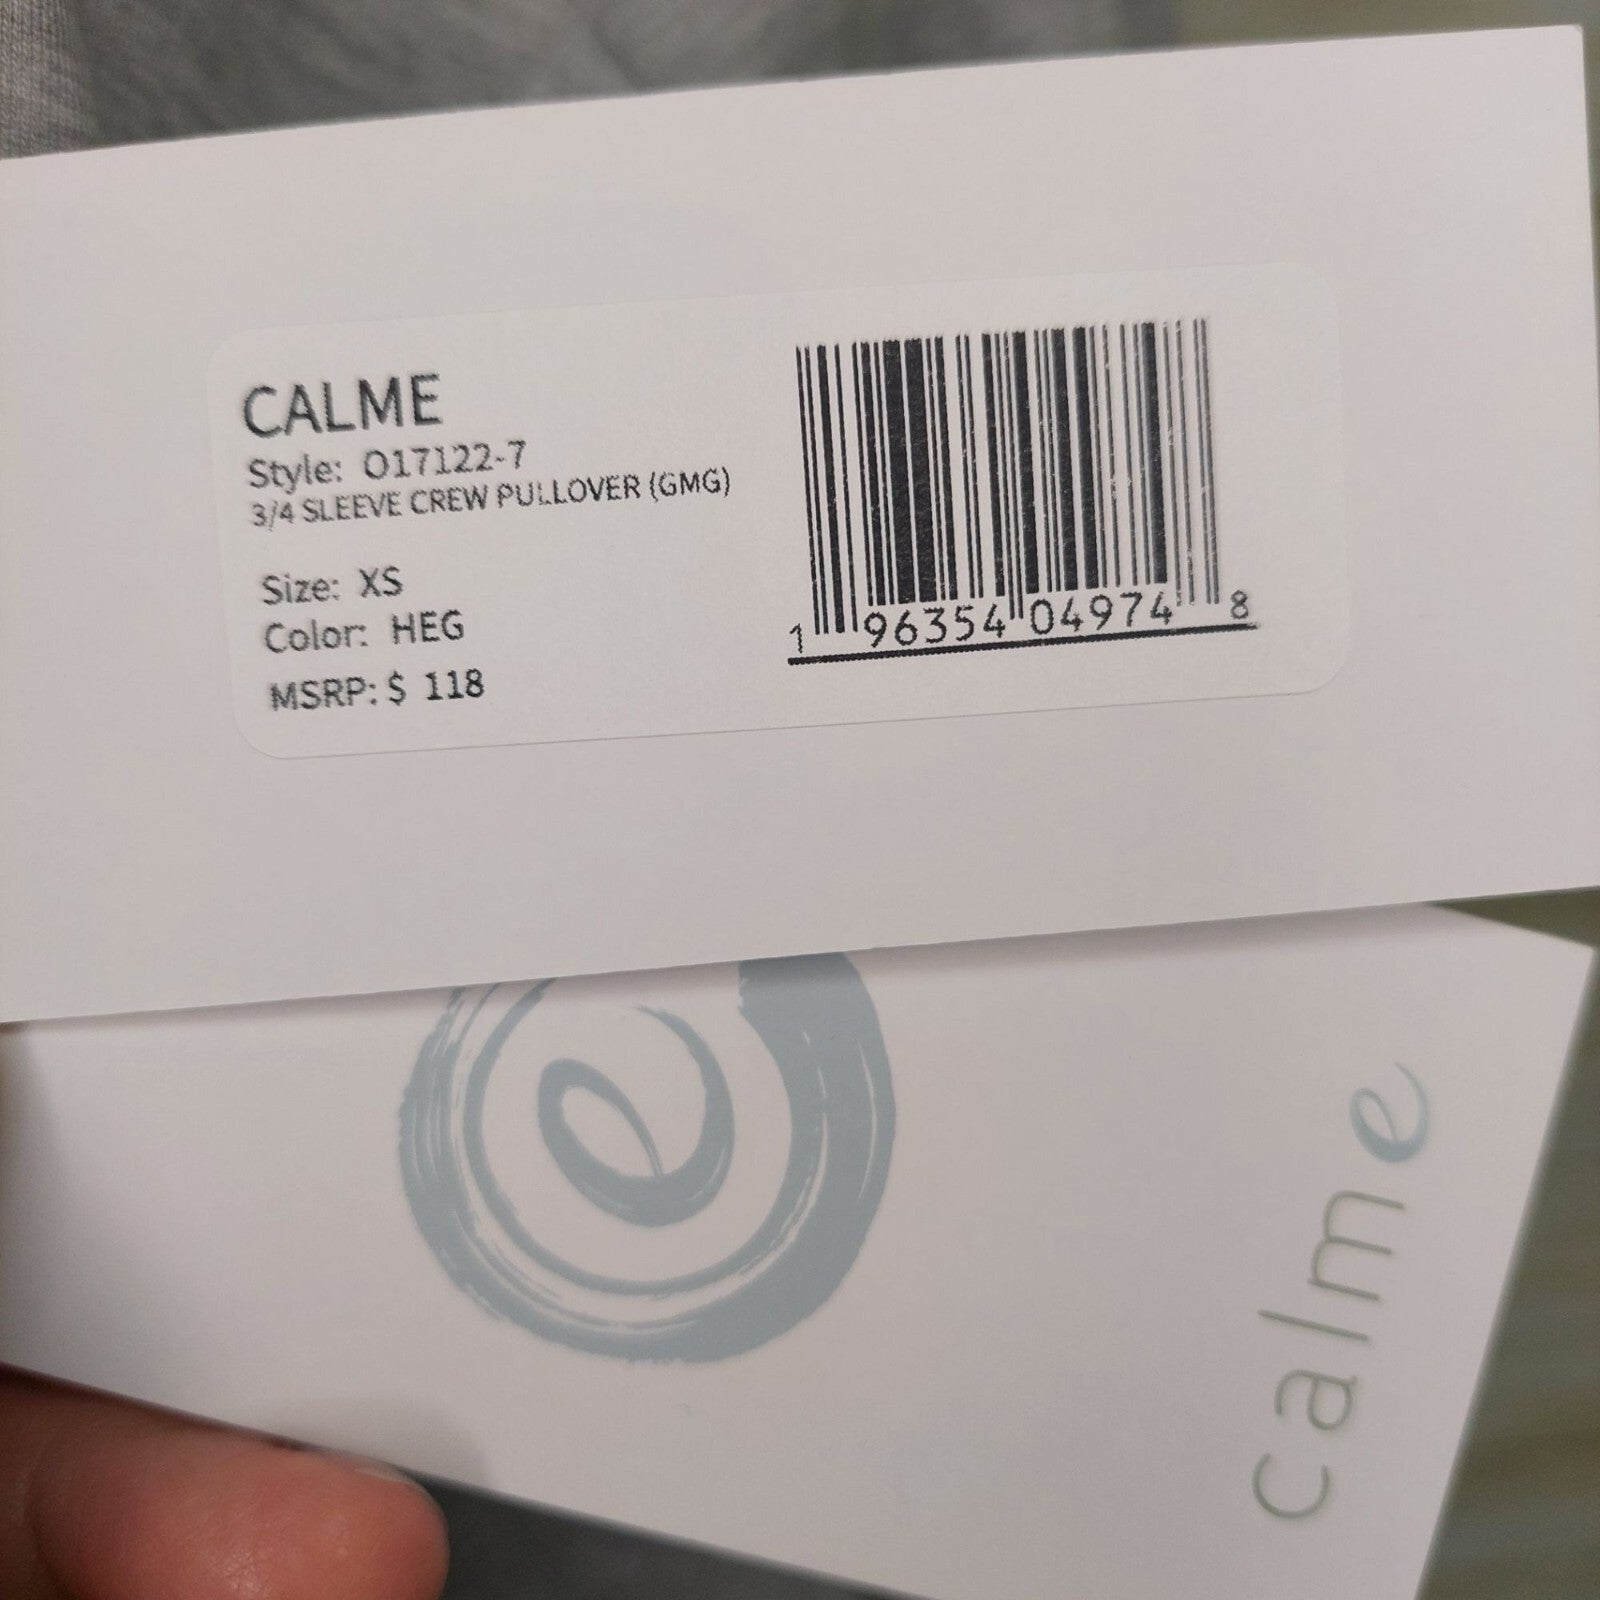 CALME
Style: O17122-7
3/4 SLEEVE CREW PULLOVER (GMG)
Size: XS
Color: HEG
MSRP: $ 118
1 96354 04974 8
calme